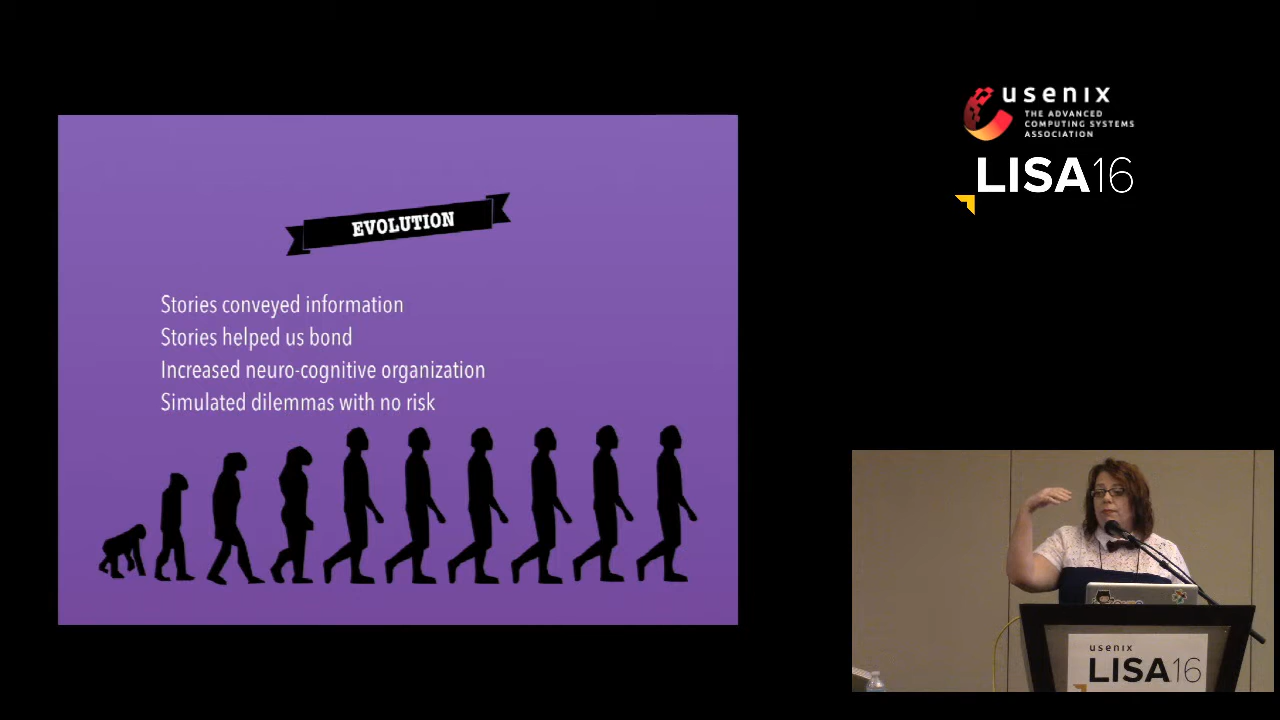 usenix
THE ADVANCED
COMPUTING SYSTEMS
ASSOCIATION
LISA16
EVOLUTION
Stories conveyed information
Stories helped us bond
Increased neuro-cognitive organization
Simulated dilemmas with no risk
usenix
LISA16